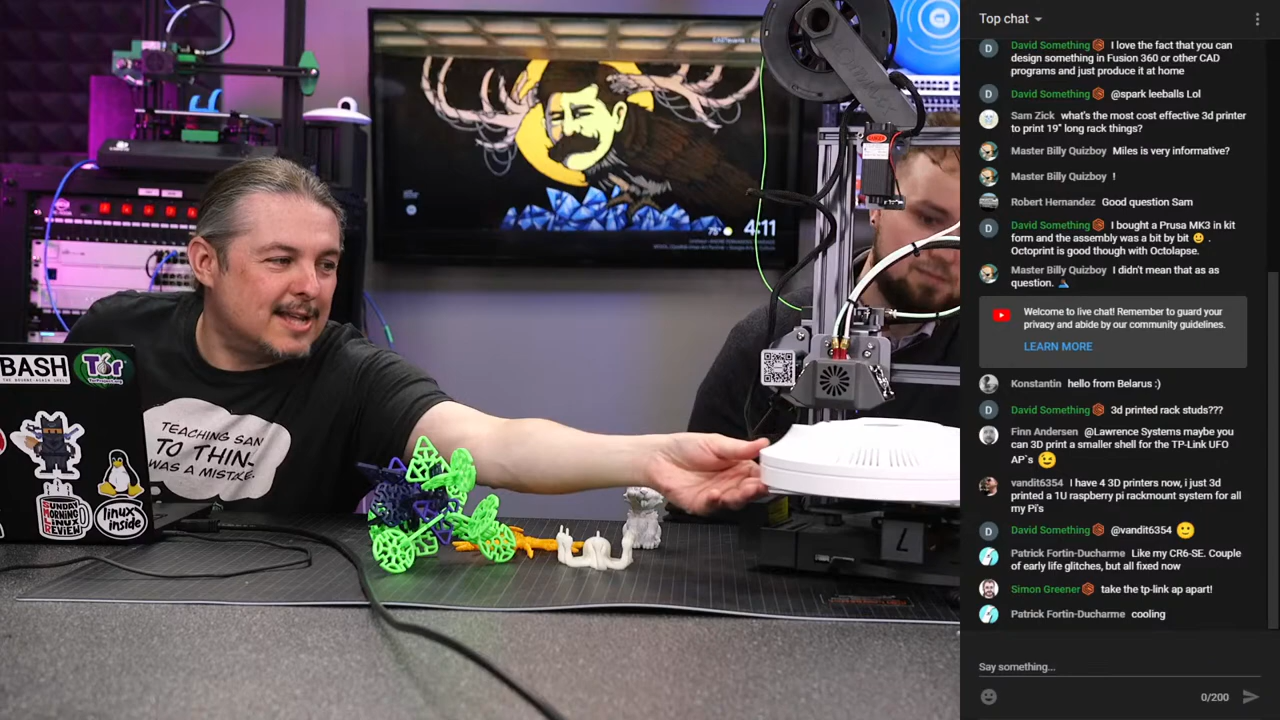 BASH
THE BOURNE-AGAIN SHELL
Tor
TorProject.org
SUNDAY
MORNING
LINUX
REVIEW
linux
inside
TEACHING SAN
TO THIN
WAS A MISTAKE.
4:11
L
Top chat
D David Something I love the fact that you can
design something in Fusion 360 or other CAD
programs and just produce it at home
D David Something @spark leeballs Lol
Sam Zick what's the most cost effective 3d printer
to print 19" long rack things?
Master Billy Quizboy Miles is very informative?
Master Billy Quizboy !
Robert Hernandez Good question Sam
D David Something I bought a Prusa MK3 in kit
form and the assembly was a bit by bit 😃 .
Octoprint is good though with Octolapse.
Master Billy Quizboy I didn't mean that as as
question. 🤦
Welcome to live chat! Remember to guard your
privacy and abide by our community guidelines.
LEARN MORE
Konstantin hello from Belarus :)
D David Something 3d printed rack studs???
Finn Andersen @Lawrence Systems maybe you
can 3D print a smaller shell for the TP-Link UFO
AP`s 😉
vandit6354 I have 4 3D printers now, i just 3d
printed a 1U raspberry pi rackmount system for all
my Pi's
D David Something @vandit6354 🙂
Patrick Fortin-Ducharme Like my CR6-SE. Couple
of early life glitches, but all fixed now
Simon Greener take the tp-link ap apart!
Patrick Fortin-Ducharme cooling
Say something...
0/200